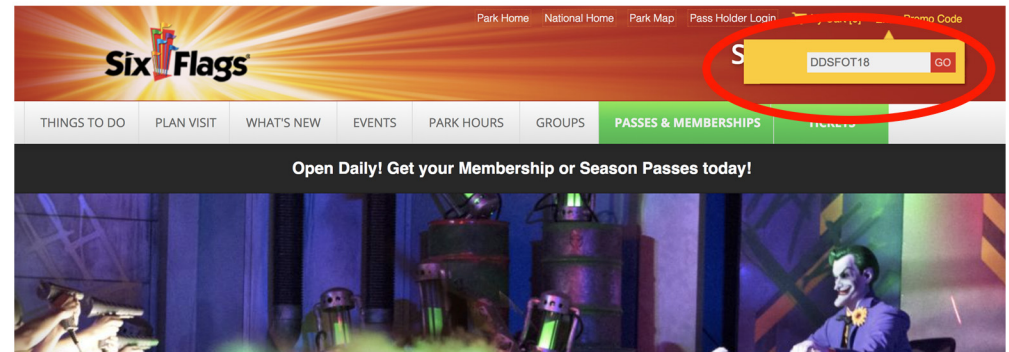 Park Home National Home Park Map Pass Holder Login Promo Code
Six Flags
S
DDSFOT18 GO
THINGS TO DO PLAN VISIT WHAT'S NEW EVENTS PARK HOURS GROUPS PASSES & MEMBERSHIPS TICKETS
Open Daily! Get your Membership or Season Passes today!